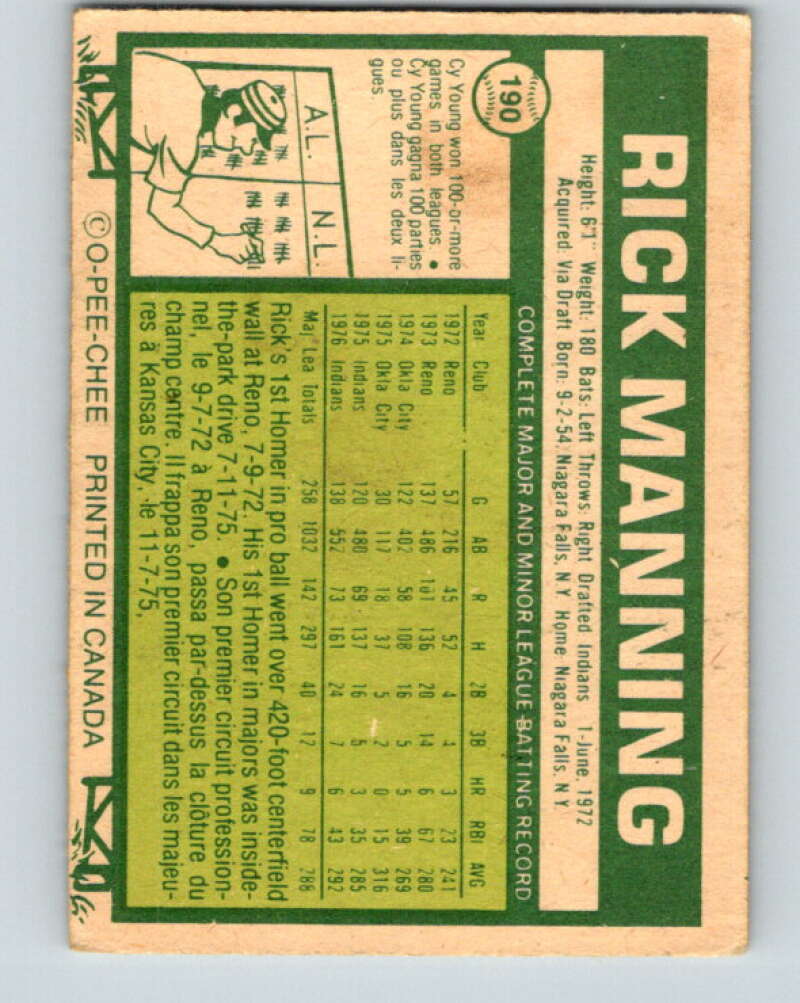 190
RICK MANNING
Height: 6'1" Weight: 180 Bats: Left Throws: Right Drafted Indians 1-June, 1972
Acquired: Via Draft Born: 9-2-54, Niagara Falls, N.Y. Home: Niagara Falls, N.Y.
Cy Young won 100-or-more
games in both leagues. ●
Cy Young gagna 100 parties
ou plus dans les deux li-
gues.
A.L. N.L.
COMPLETE MAJOR AND MINOR LEAGUE BATTING RECORD
Year Club G AB R H 2B 3B HR RBI AVG
1972 Reno 57 216 45 52 4 4 3 23 .241
1973 Reno 137 486 101 136 20 14 6 67 .280
1974 Okla City 122 402 58 108 16 5 5 39 .269
1975 Okla City 30 117 18 37 5 2 0 15 .316
1975 Indians 120 480 69 137 16 5 3 35 .285
1976 Indians 138 552 73 161 24 7 6 43 .292
Maj. Lea. Totals 258 1032 142 297 40 12 9 78 .288
Rick's 1st Homer in pro ball went over 420-foot centerfield
wall at Reno, 7-9-72. His 1st Homer in majors was inside-
the-park drive 7-11-75. ● Son premier circuit profession-
nel, le 9-7-72 à Reno, passa par-dessus la clôture du
champ centre. Il frappa son premier circuit dans les majeu-
res à Kansas City, le 11-7-75.
©O-PEE-CHEE PRINTED IN CANADA